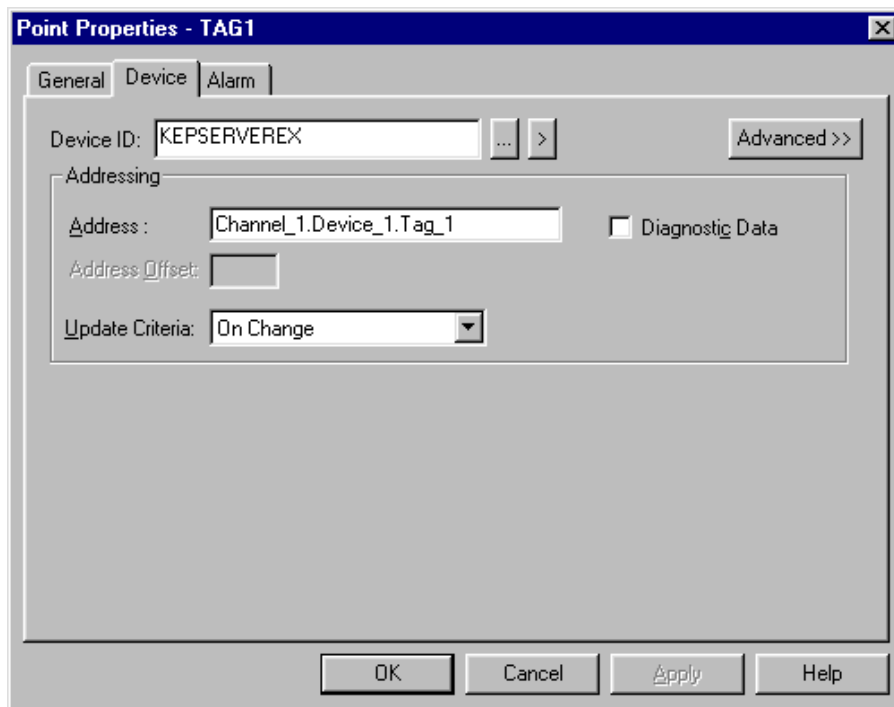 Point Properties - TAG1
General Device Alarm
Device ID: KEPSERVEREX ... > Advanced >>
Addressing
Address : Channel_1.Device_1.Tag_1 Diagnostic Data
Address Offset:
Update Criteria: On Change
OK Cancel Apply Help